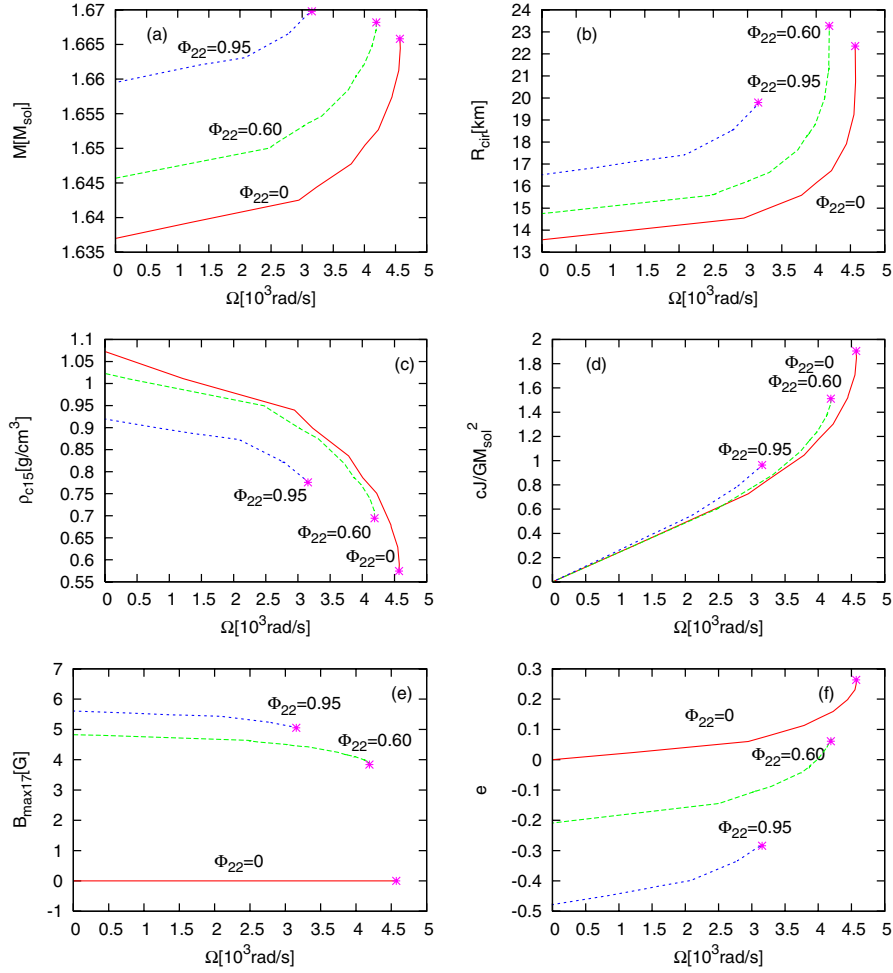 1.67
1.665
1.66
1.655
1.65
1.645
1.64
1.635
M[M_sol]
(a)
Φ₂₂=0.95
Φ₂₂=0.60
Φ₂₂=0
0 0.5 1 1.5 2 2.5 3 3.5 4 4.5 5
Ω[10³rad/s]
24
23
22
21
20
19
18
17
16
15
14
13
R_cir[km]
(b)
Φ₂₂=0.60
Φ₂₂=0.95
Φ₂₂=0
0 0.5 1 1.5 2 2.5 3 3.5 4 4.5 5
Ω[10³rad/s]
1.1
1.05
1
0.95
0.9
0.85
0.8
0.75
0.7
0.65
0.6
0.55
ρ_c15[g/cm³]
(c)
Φ₂₂=0.95
Φ₂₂=0.60
Φ₂₂=0
0 0.5 1 1.5 2 2.5 3 3.5 4 4.5 5
Ω[10³rad/s]
2
1.8
1.6
1.4
1.2
1
0.8
0.6
0.4
0.2
0
cJ/GM_sol²
(d)
Φ₂₂=0
Φ₂₂=0.60
Φ₂₂=0.95
0 0.5 1 1.5 2 2.5 3 3.5 4 4.5 5
Ω[10³rad/s]
7
6
5
4
3
2
1
0
-1
B_max17[G]
(e)
Φ₂₂=0.95
Φ₂₂=0.60
Φ₂₂=0
0 0.5 1 1.5 2 2.5 3 3.5 4 4.5 5
Ω[10³rad/s]
0.3
0.2
0.1
0
-0.1
-0.2
-0.3
-0.4
-0.5
e
(f)
Φ₂₂=0
Φ₂₂=0.60
Φ₂₂=0.95
0 0.5 1 1.5 2 2.5 3 3.5 4 4.5 5
Ω[10³rad/s]